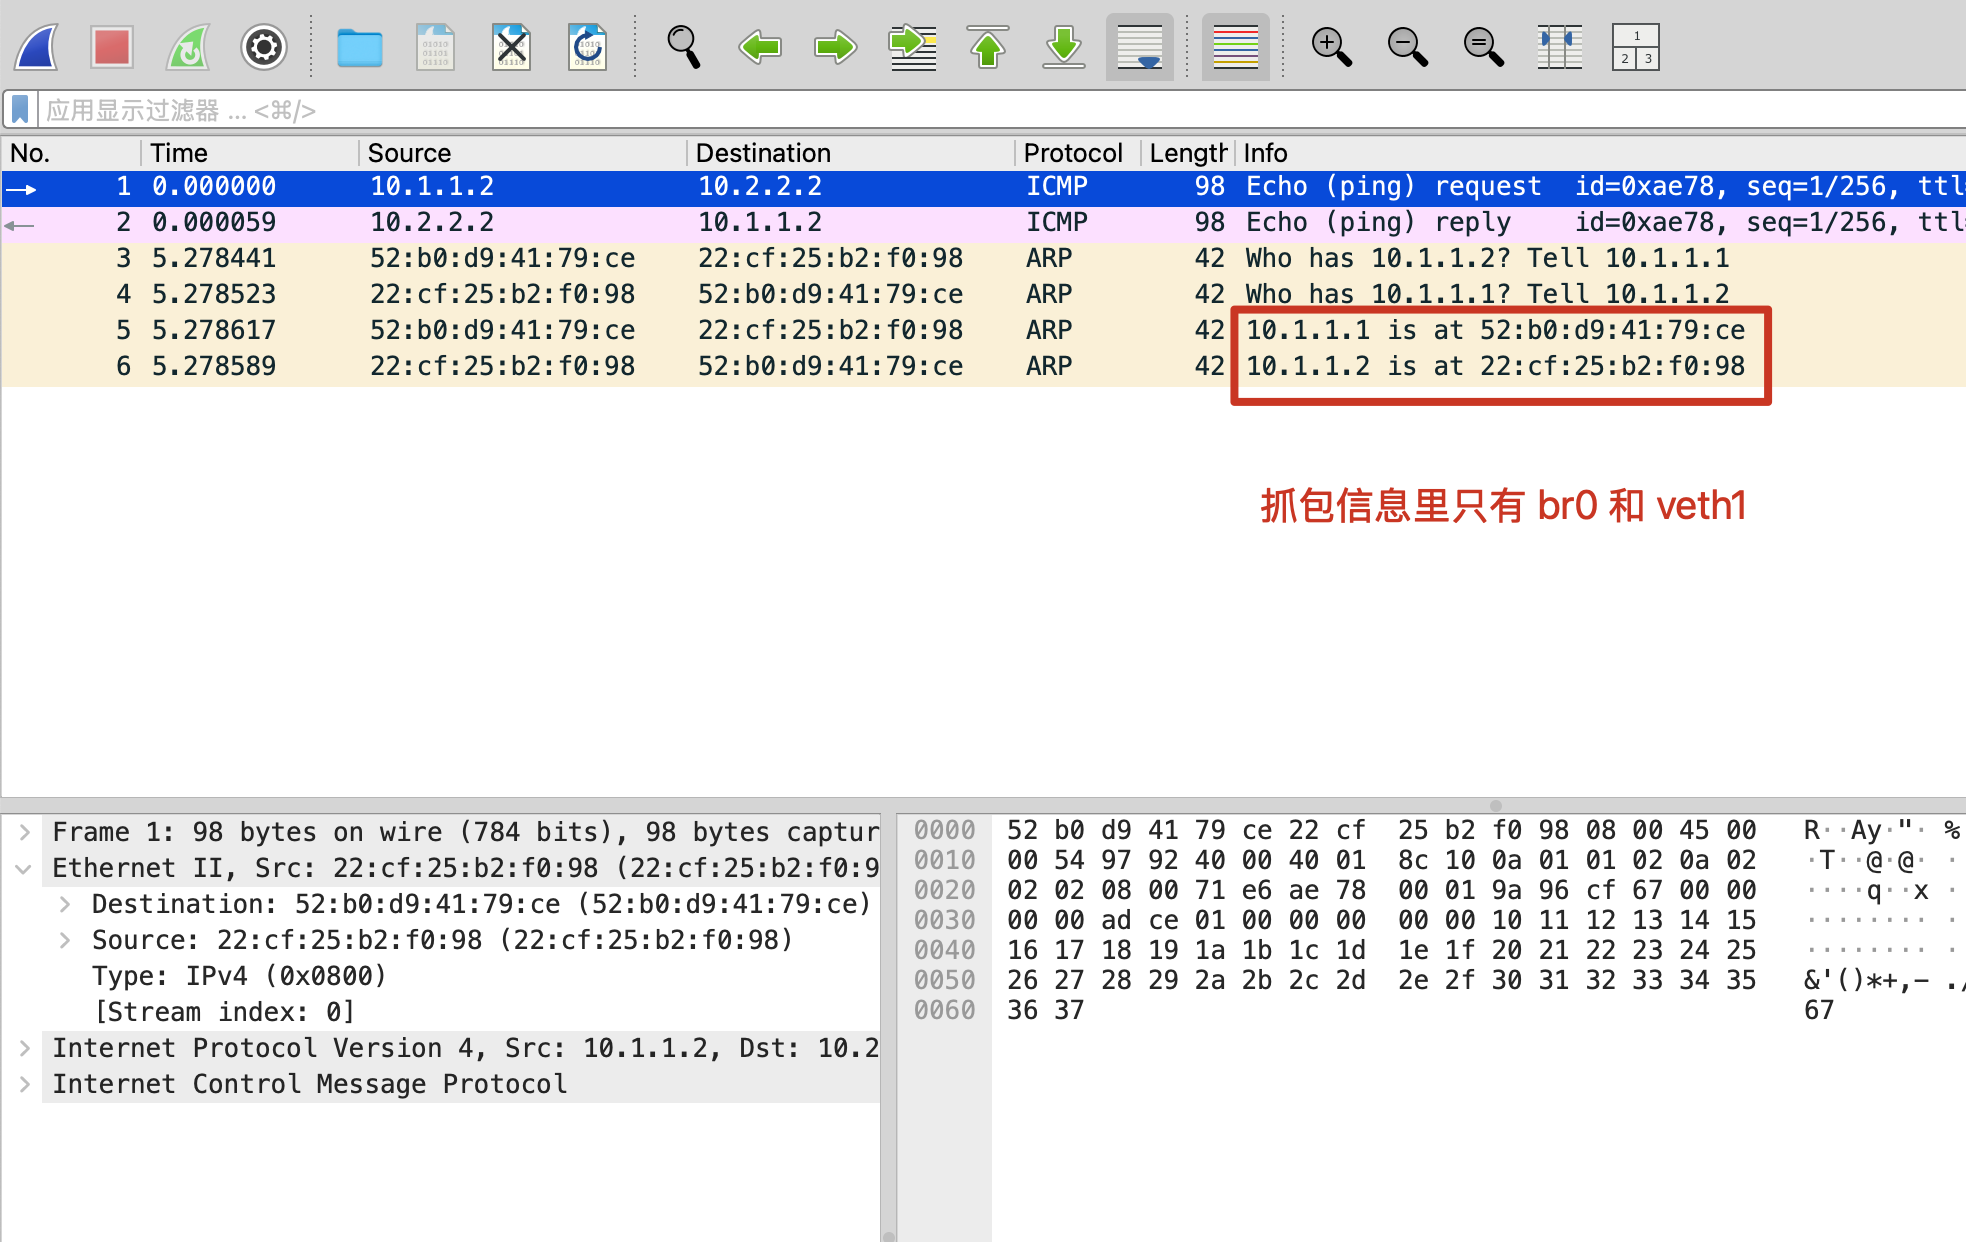 1
2 3
应用显示过滤器 ... <⌘/>
No. Time Source Destination Protocol Length Info
1 0.000000 10.1.1.2 10.2.2.2 ICMP 98 Echo (ping) request id=0xae78, seq=1/256, ttl=
2 0.000059 10.2.2.2 10.1.1.2 ICMP 98 Echo (ping) reply id=0xae78, seq=1/256, ttl=
3 5.278441 52:b0:d9:41:79:ce 22:cf:25:b2:f0:98 ARP 42 Who has 10.1.1.2? Tell 10.1.1.1
4 5.278523 22:cf:25:b2:f0:98 52:b0:d9:41:79:ce ARP 42 Who has 10.1.1.1? Tell 10.1.1.2
5 5.278617 52:b0:d9:41:79:ce 22:cf:25:b2:f0:98 ARP 42 10.1.1.1 is at 52:b0:d9:41:79:ce
6 5.278589 22:cf:25:b2:f0:98 52:b0:d9:41:79:ce ARP 42 10.1.1.2 is at 22:cf:25:b2:f0:98
抓包信息里只有 br0 和 veth1
Frame 1: 98 bytes on wire (784 bits), 98 bytes captur
Ethernet II, Src: 22:cf:25:b2:f0:98 (22:cf:25:b2:f0:9
Destination: 52:b0:d9:41:79:ce (52:b0:d9:41:79:ce)
Source: 22:cf:25:b2:f0:98 (22:cf:25:b2:f0:98)
Type: IPv4 (0x0800)
[Stream index: 0]
Internet Protocol Version 4, Src: 10.1.1.2, Dst: 10.2
Internet Control Message Protocol
0000 52 b0 d9 41 79 ce 22 cf 25 b2 f0 98 08 00 45 00 R··Ay·"· %
0010 00 54 97 92 40 00 40 01 8c 10 0a 01 01 02 0a 02 ·T··@·@· ·
0020 02 02 08 00 71 e6 ae 78 00 01 9a 96 cf 67 00 00 ····q··x ·
0030 00 00 ad ce 01 00 00 00 00 00 10 11 12 13 14 15 ········ ·
0040 16 17 18 19 1a 1b 1c 1d 1e 1f 20 21 22 23 24 25 ········ ·
0050 26 27 28 29 2a 2b 2c 2d 2e 2f 30 31 32 33 34 35 &'()*+,- ./
0060 36 37 67